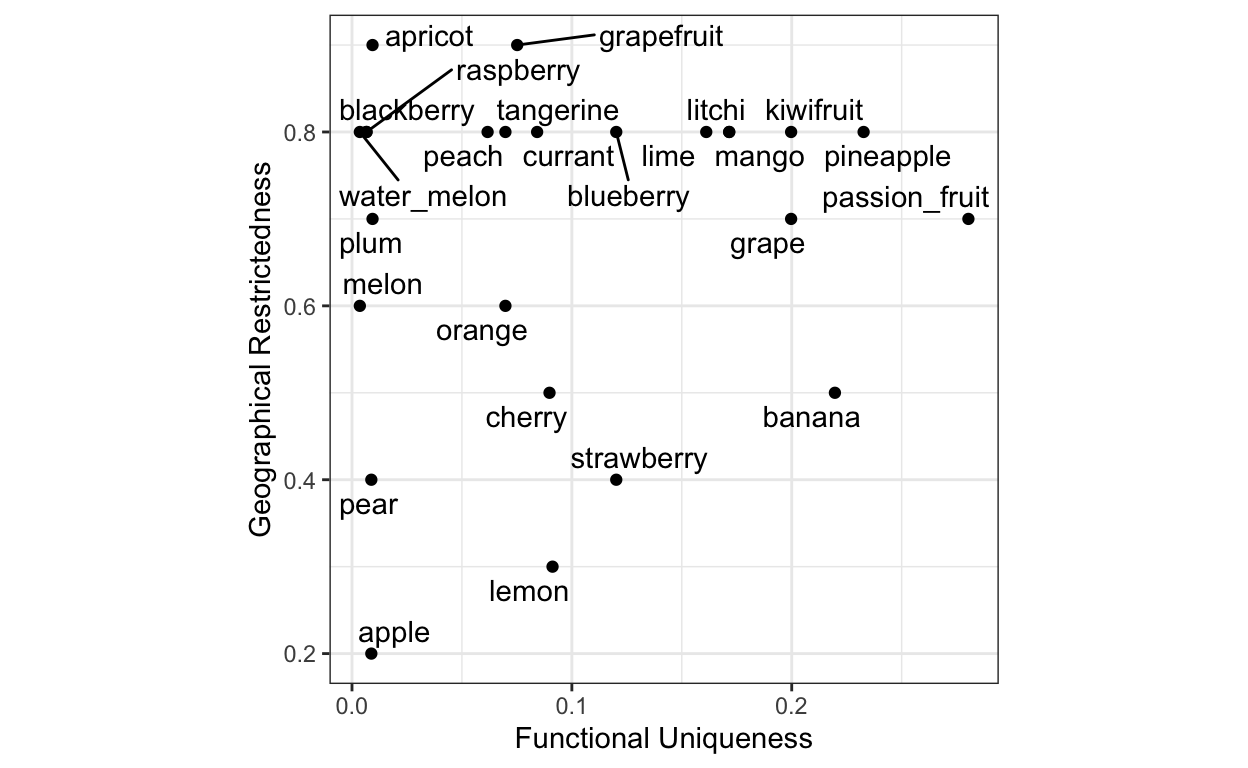 apricot
grapefruit
raspberry
blackberry
tangerine
litchi
kiwifruit
0.8
peach
currant
lime
mango
pineapple
water_melon
blueberry
passion_fruit
plum
grape
melon
0.6
orange
cherry
banana
strawberry
0.4
pear
lemon
apple
0.2
Geographical Restrictedness
0.0
0.1
0.2
Functional Uniqueness